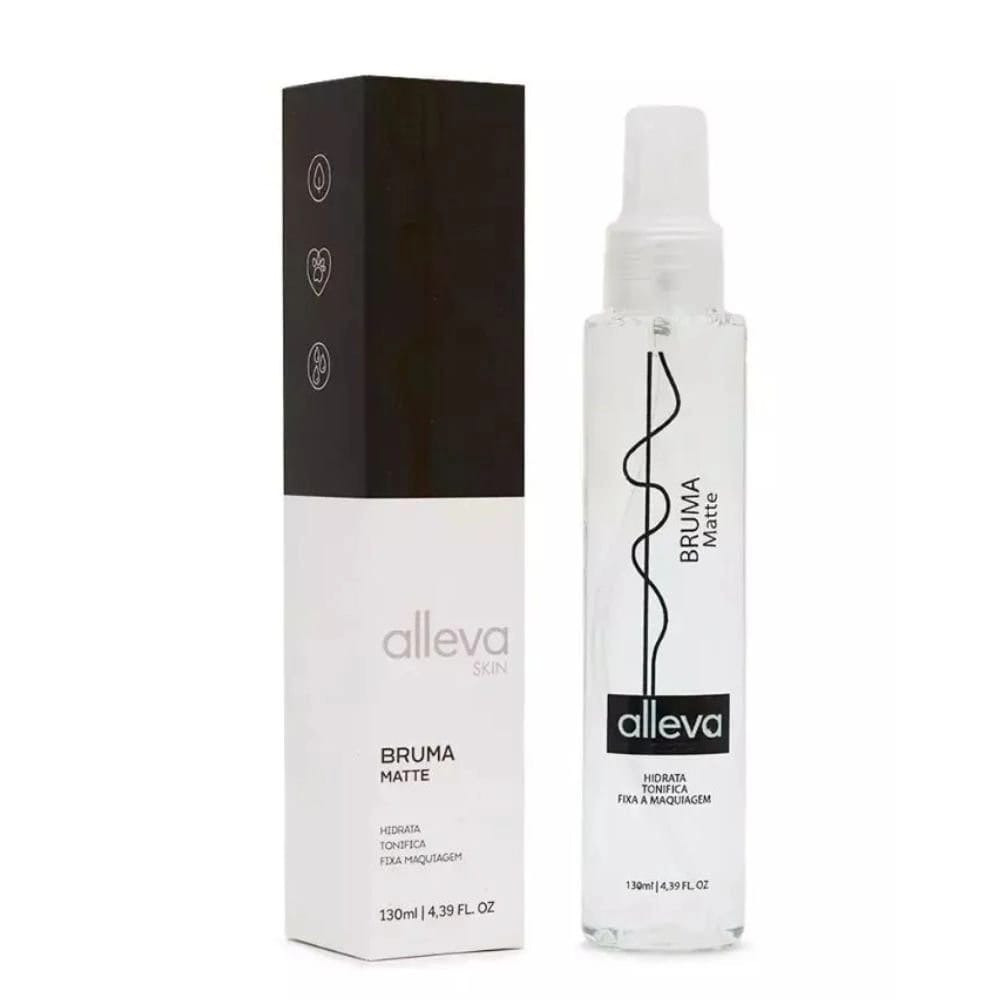 alleva
SKIN
BRUMA
MATTE
HIDRATA
TONIFICA
FIXA MAQUIAGEM
130ml | 4,39 FL. OZ
BRUMA
Matte
alleva
HIDRATA
TONIFICA
FIXA A MAQUIAGEM
130ml | 4,39 FL. OZ